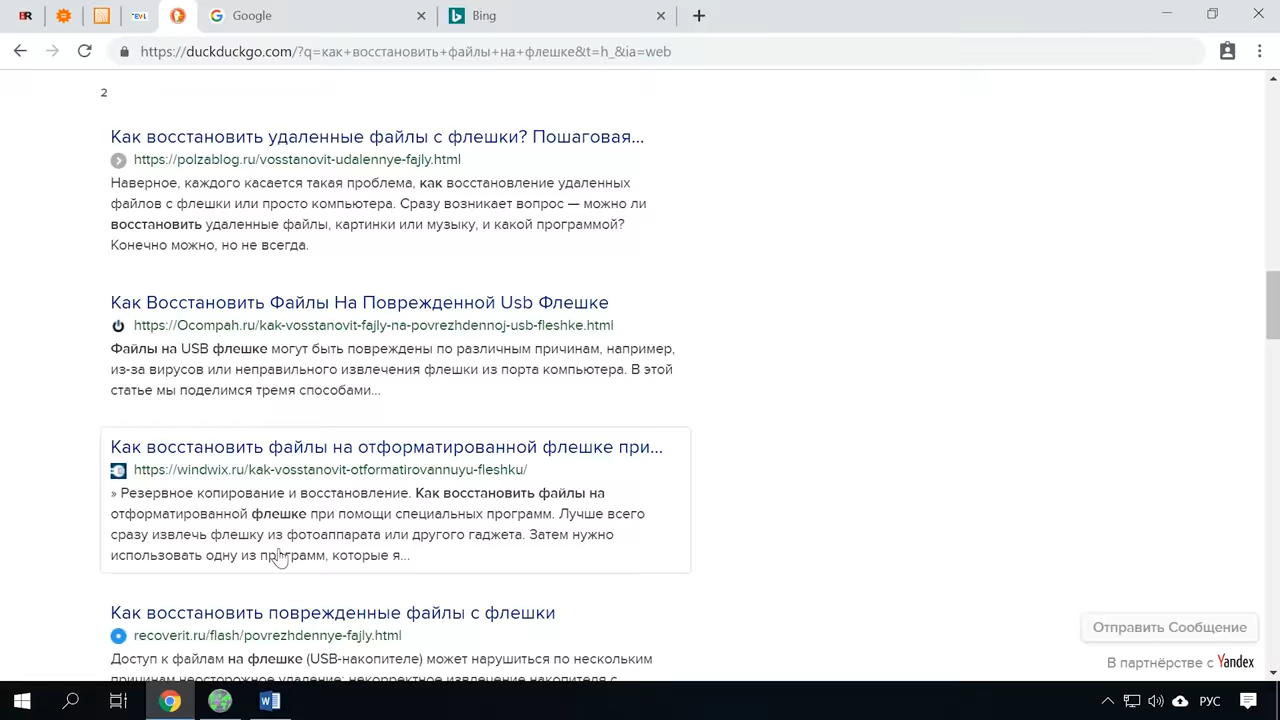 BR
TEVL
Google
Bing
https://duckduckgo.com/?q=как+восстановить+файлы+на+флешке&t=h_&ia=web
2
Как восстановить удаленные файлы с флешки? Пошаговая...
https://polzablog.ru/vosstanovit-udalennye-fajly.html
Наверное, каждого касается такая проблема, как восстановление удаленных
файлов с флешки или просто компьютера. Сразу возникает вопрос — можно ли
восстановить удаленные файлы, картинки или музыку, и какой программой?
Конечно можно, но не всегда.
Как Восстановить Файлы На Поврежденной Usb Флешке
https://Ocompah.ru/kak-vosstanovit-fajly-na-povrezhdennoj-usb-fleshke.html
Файлы на USB флешке могут быть повреждены по различным причинам, например,
из-за вирусов или неправильного извлечения флешки из порта компьютера. В этой
статье мы поделимся тремя способами...
Как восстановить файлы на отформатированной флешке при...
https://windwix.ru/kak-vosstanovit-otformatirovannuyu-fleshku/
» Резервное копирование и восстановление. Как восстановить файлы на
отформатированной флешке при помощи специальных программ. Лучше всего
сразу извлечь флешку из фотоаппарата или другого гаджета. Затем нужно
использовать одну из программ, которые я...
Как восстановить поврежденные файлы с флешки
recoverit.ru/flash/povrezhdennye-fajly.html
Доступ к файлам на флешке (USB-накопителе) может нарушиться по нескольким
причинам неосторожное удаление; некорректное извлечение накопителя с
Отправить Сообщение
В партнёрстве с Yandex
РУС